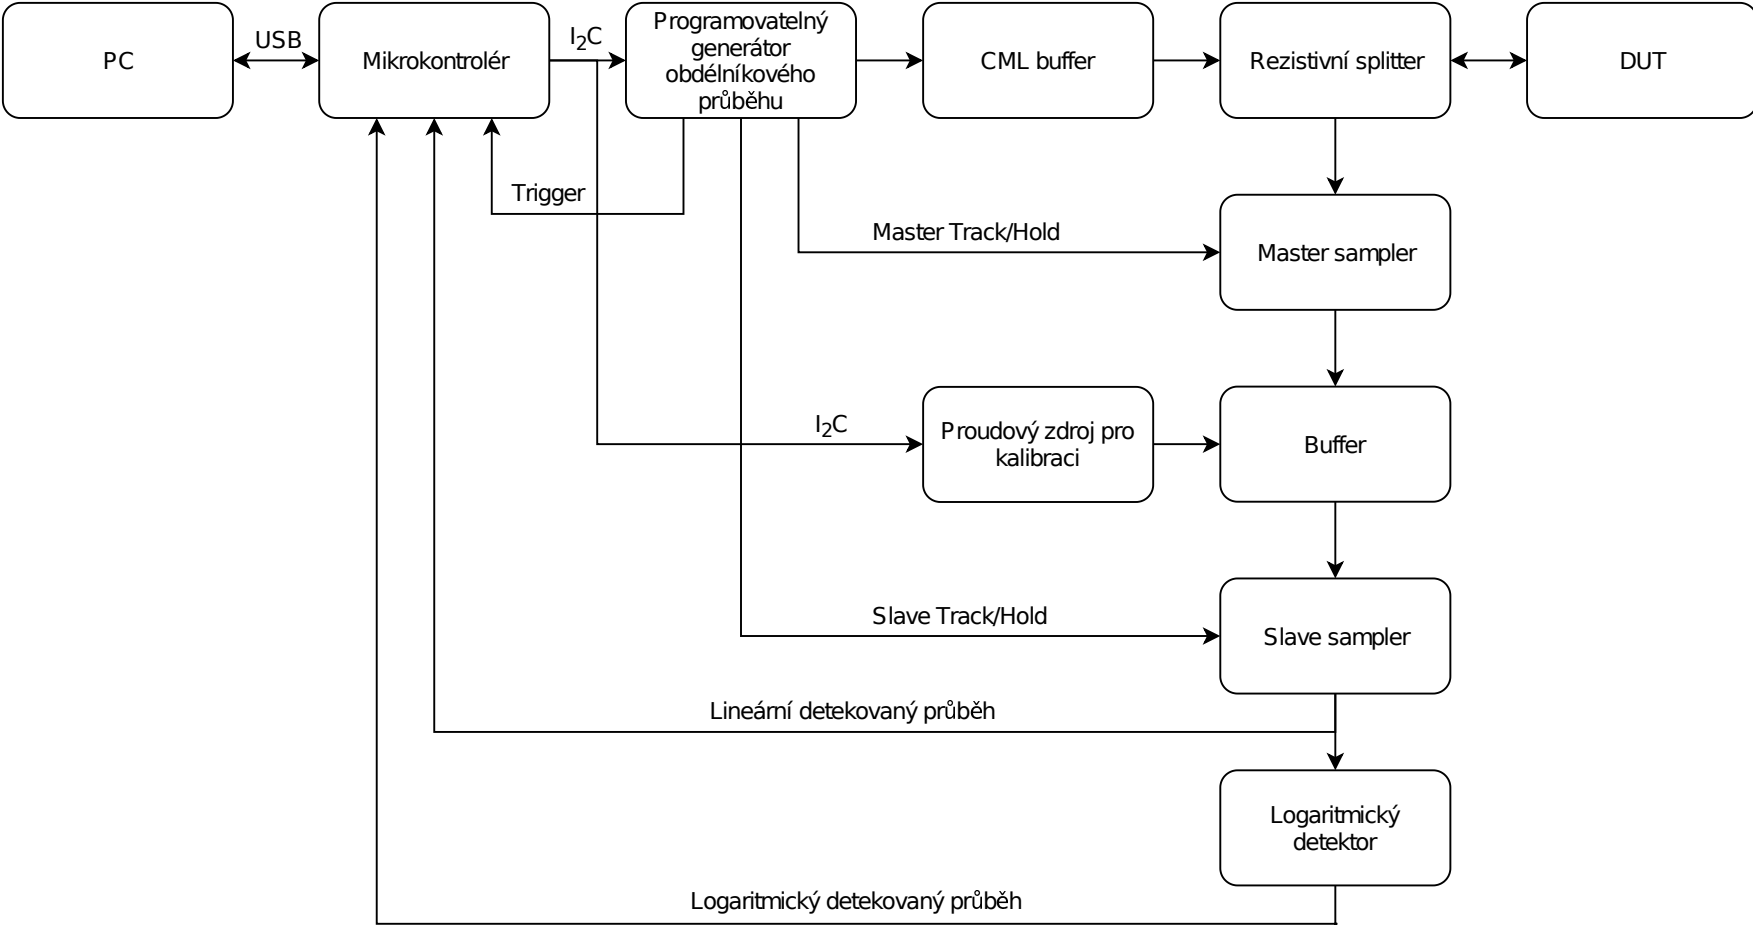 PC
USB
Mikrokontrolér
I2C
Programovatelný
generátor
obdélníkového
průběhu
CML buffer
Rezistivní splitter
DUT
Trigger
Master Track/Hold
Master sampler
I2C
Proudový zdroj pro
kalibraci
Buffer
Slave Track/Hold
Slave sampler
Lineární detekovaný průběh
Logaritmický
detektor
Logaritmický detekovaný průběh